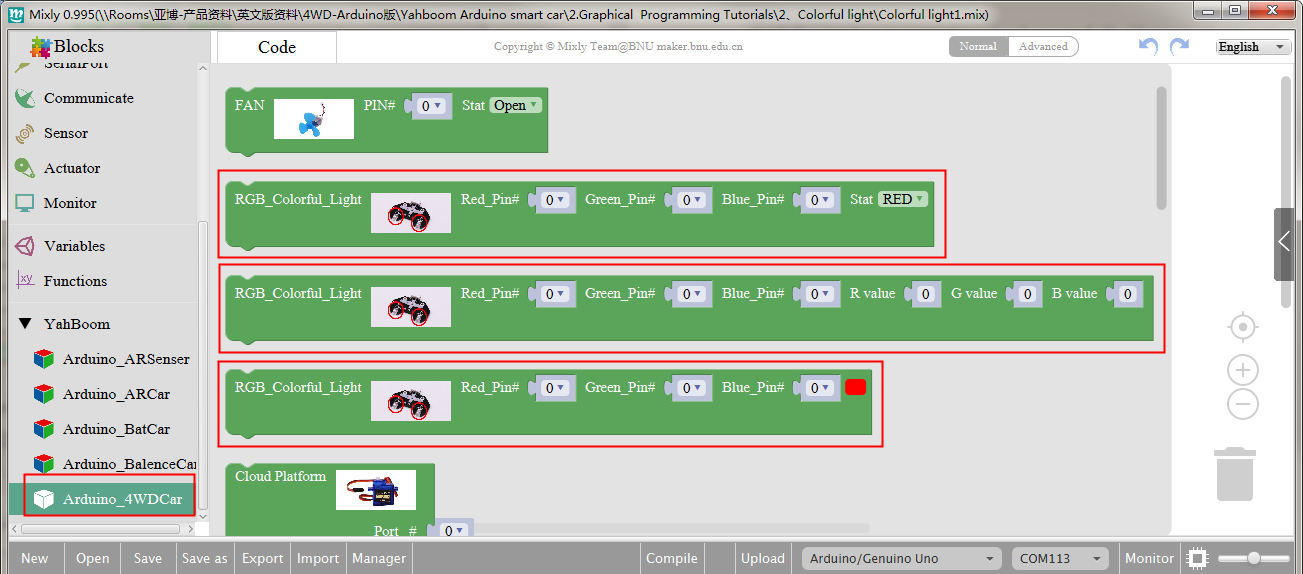 Mixly 0.995(\\Rooms\亚博-产品资料\英文版资料\4WD-Arduino版\Yahboom Arduino smart car\2.Graphical  Programming Tutorials\2、Colorful light\Colorful light1.mix)
Blocks
Code
Copyright © Mixly Team@BNU maker.bnu.edu.cn
Normal Advanced
English
SerialPort
Communicate
Sensor
Actuator
Monitor
Variables
xy Functions
YahBoom
Arduino_ARSenser
Arduino_ARCar
Arduino_BatCar
Arduino_BalenceCar
Arduino_4WDCar
FAN PIN# 0 Stat Open
RGB_Colorful_Light Red_Pin# 0 Green_Pin# 0 Blue_Pin# 0 Stat RED
RGB_Colorful_Light Red_Pin# 0 Green_Pin# 0 Blue_Pin# 0 R value 0 G value 0 B value 0
RGB_Colorful_Light Red_Pin# 0 Green_Pin# 0 Blue_Pin# 0
Cloud Platform
Port # 0
New Open Save Save as Export Import Manager Compile Upload Arduino/Genuino Uno COM113 Monitor